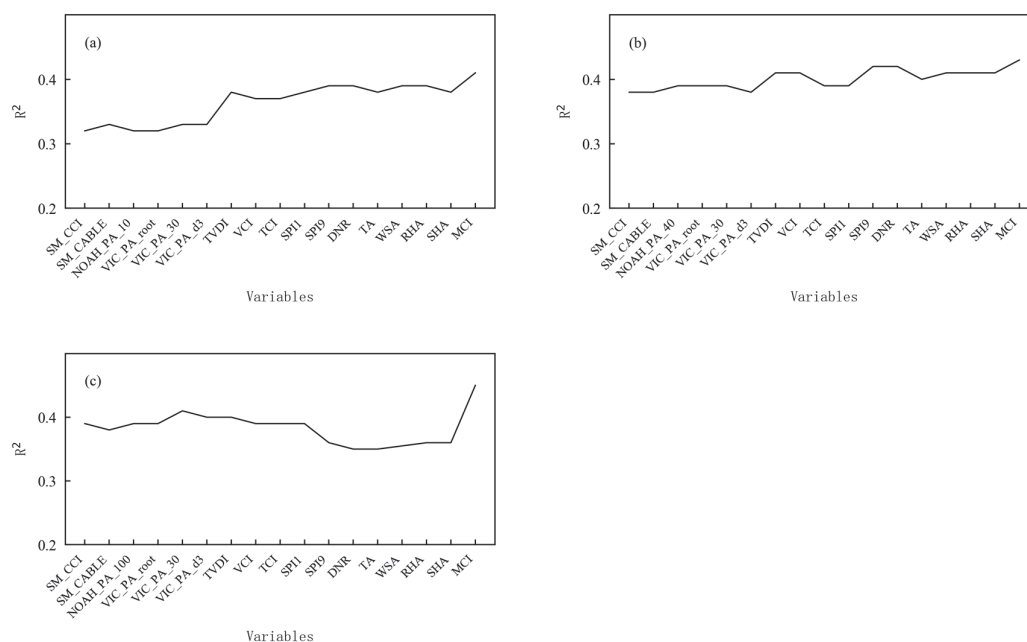 (a)
R²
0.4
0.3
0.2
SM_CCI
SM_CABLE
NOAH_PA_10
VIC_PA_root
VIC_PA_30
VIC_PA_d3
TVDI
VCI
TCI
SPI1
SPI9
DNR
TA
WSA
RHA
SHA
MCI
Variables
(b)
R²
0.4
0.3
0.2
SM_CCI
SM_CABLE
NOAH_PA_40
VIC_PA_root
VIC_PA_30
VIC_PA_d3
TVDI
VCI
TCI
SPI1
SPI9
DNR
TA
WSA
RHA
SHA
MCI
Variables
(c)
R²
0.4
0.3
0.2
SM_CCI
SM_CABLE
NOAH_PA_100
VIC_PA_root
VIC_PA_30
VIC_PA_d3
TVDI
VCI
TCI
SPI1
SPI9
DNR
TA
WSA
RHA
SHA
MCI
Variables